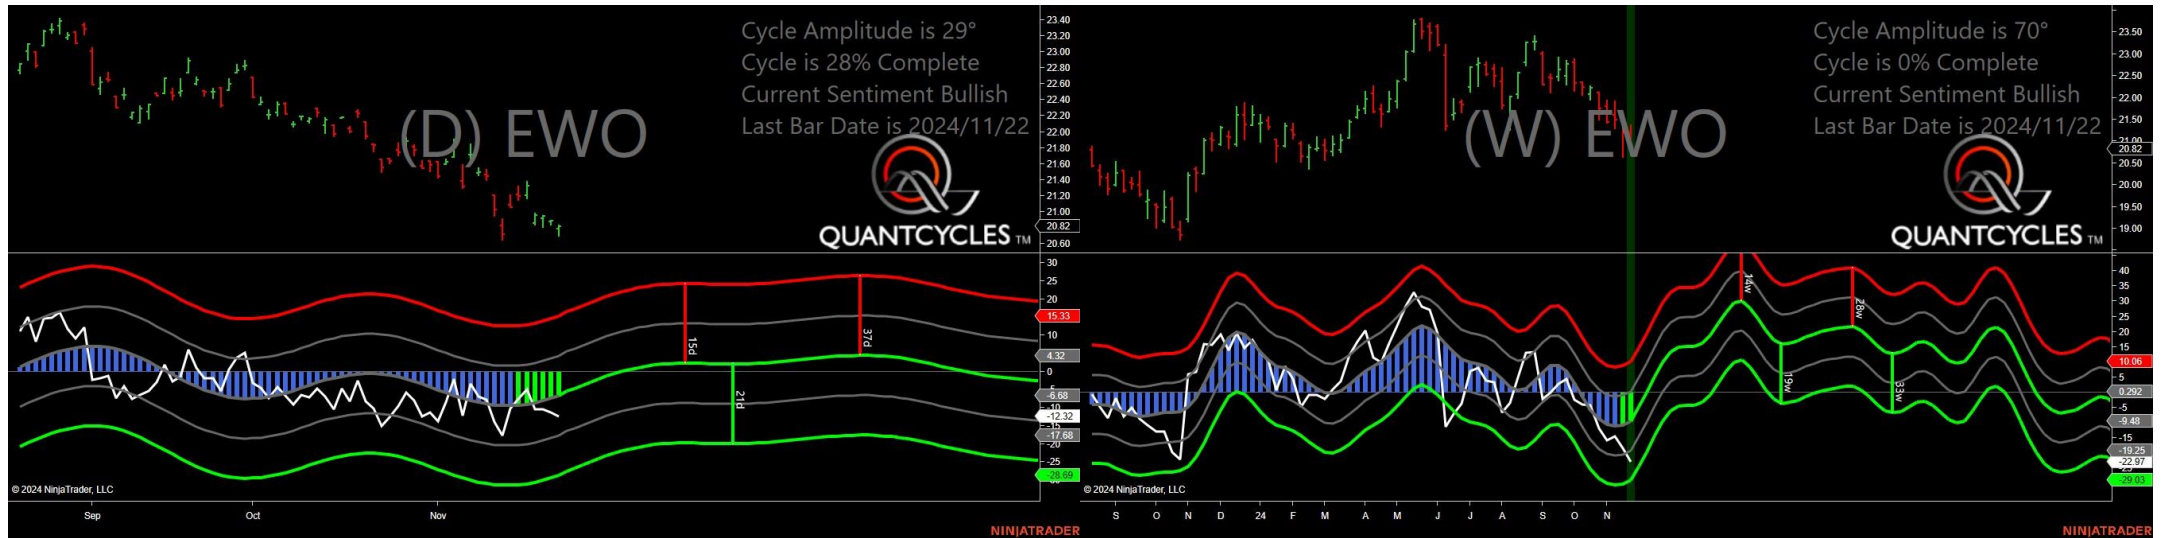 Cycle Amplitude is 29°
Cycle is 28% Complete
Current Sentiment Bullish
Last Bar Date is 2024/11/22
(D) EWO
QUANTCYCLES TM
23.40
23.20
23.00
22.80
22.60
22.40
22.20
22.00
21.80
21.60
21.40
21.20
21.00
20.82
20.60
30
25
20
15.33
10
4.32
0
-6.68
-12.32
-17.68
-20
-25
-28.69
15d
21d
37d
© 2024 NinjaTrader, LLC
Sep
Oct
Nov
NINJATRADER
Cycle Amplitude is 70°
Cycle is 0% Complete
Current Sentiment Bullish
Last Bar Date is 2024/11/22
(W) EWO
QUANTCYCLES TM
23.50
23.00
22.50
22.00
21.50
21.00
20.82
20.50
20.00
19.50
19.00
40
35
30
25
20
15
10.06
5
0.292
-5
-9.48
-15
-19.25
-22.97
-29.03
14w
19w
28w
33w
© 2024 NinjaTrader, LLC
S
O
N
D
24
F
M
A
M
J
J
A
S
O
N
NINJATRADER